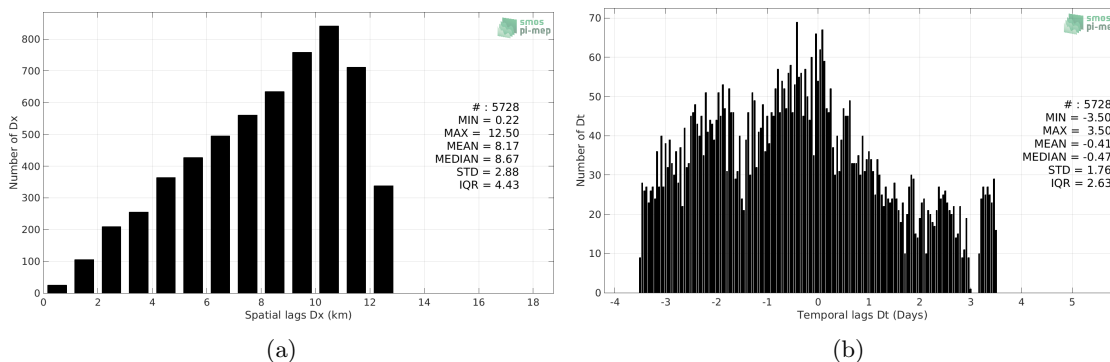 smos
pi-mep
800
700
600
500
400
300
200
100
0
Number of Dx
# : 5728
MIN = 0.22
MAX = 12.50
MEAN = 8.17
MEDIAN = 8.67
STD = 2.88
IQR = 4.43
0 2 4 6 8 10 12 14 16 18
Spatial lags Dx (km)
(a)
smos
pi-mep
70
60
50
40
30
20
10
0
Number of Dt
# : 5728
MIN = -3.50
MAX = 3.50
MEAN = -0.41
MEDIAN = -0.47
STD = 1.76
IQR = 2.63
-4 -3 -2 -1 0 1 2 3 4 5
Temporal lags Dt (Days)
(b)